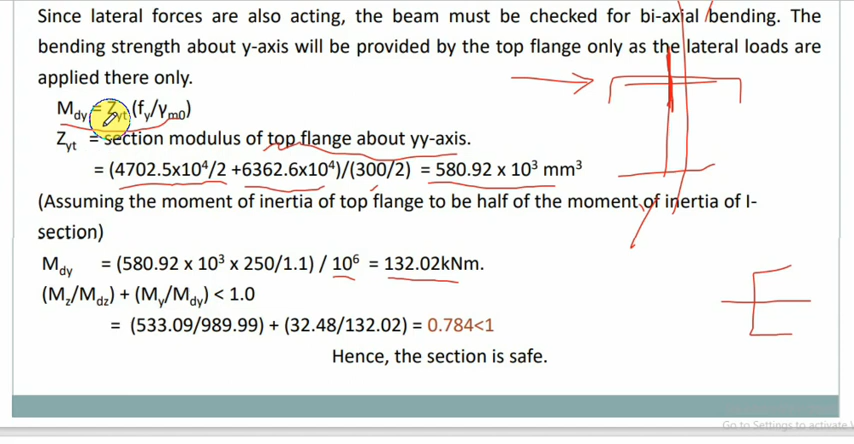 Since lateral forces are also acting, the beam must be checked for bi-axial bending. The
bending strength about y-axis will be provided by the top flange only as the lateral loads are
applied there only.
Mdy = Zyt (fy/γm0)
Zyt = section modulus of top flange about yy-axis.
= (4702.5x10⁴/2 +6362.6x10⁴)/(300/2) = 580.92 x 10³ mm³
(Assuming the moment of inertia of top flange to be half of the moment of inertia of I-
section)
Mdy = (580.92 x 10³ x 250/1.1) / 10⁶ = 132.02kNm.
(Mz/Mdz) + (My/Mdy) < 1.0
= (533.09/989.99) + (32.48/132.02) = 0.784<1
Hence, the section is safe.
Go to Settings to activate